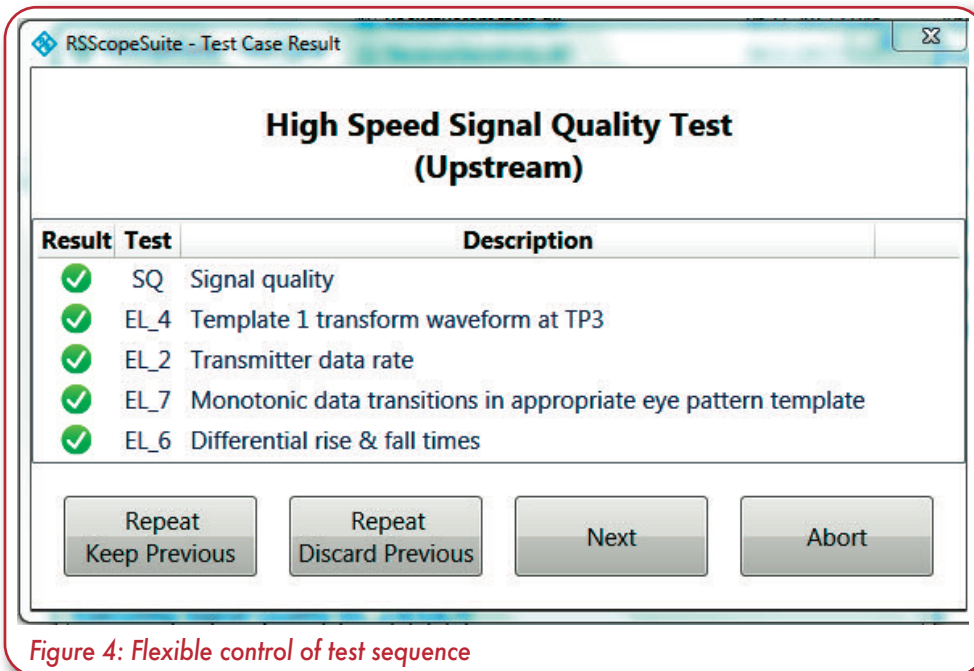 RSScopeSuite - Test Case Result
High Speed Signal Quality Test
(Upstream)
Result Test Description
SQ Signal quality
EL_4 Template 1 transform waveform at TP3
EL_2 Transmitter data rate
EL_7 Monotonic data transitions in appropriate eye pattern template
EL_6 Differential rise & fall times
Repeat
Keep Previous
Repeat
Discard Previous
Next
Abort
Figure 4: Flexible control of test sequence